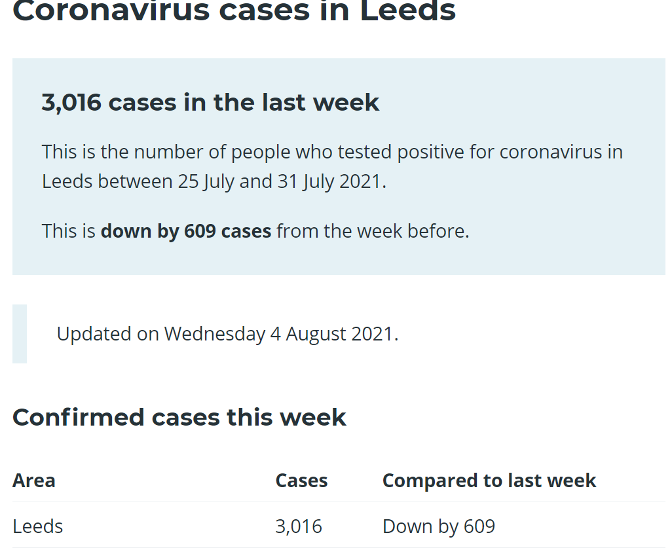 Coronavirus cases in Leeds
3,016 cases in the last week
This is the number of people who tested positive for coronavirus in
Leeds between 25 July and 31 July 2021.
This is down by 609 cases from the week before.
Updated on Wednesday 4 August 2021.
Confirmed cases this week
Area Cases Compared to last week
Leeds 3,016 Down by 609